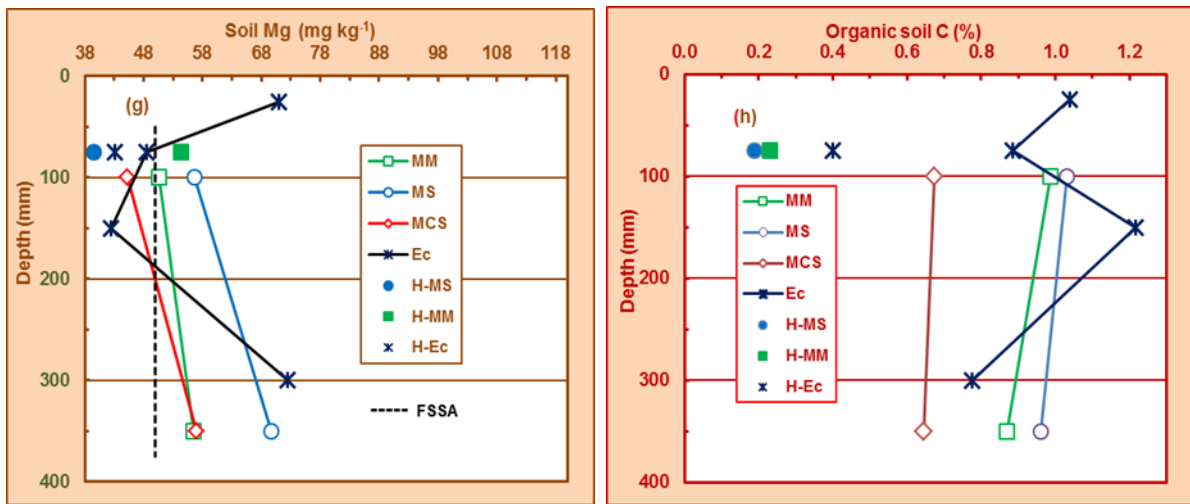 Soil Mg (mg kg-1)
38 48 58 68 78 88 98 108 118
0
100
200
300
400
Depth (mm)
(g)
MM
MS
MCS
Ec
H-MS
H-MM
H-Ec
FSSA
Organic soil C (%)
0.0 0.2 0.4 0.6 0.8 1.0 1.2
0
100
200
300
400
Depth (mm)
(h)
MM
MS
MCS
Ec
H-MS
H-MM
H-Ec